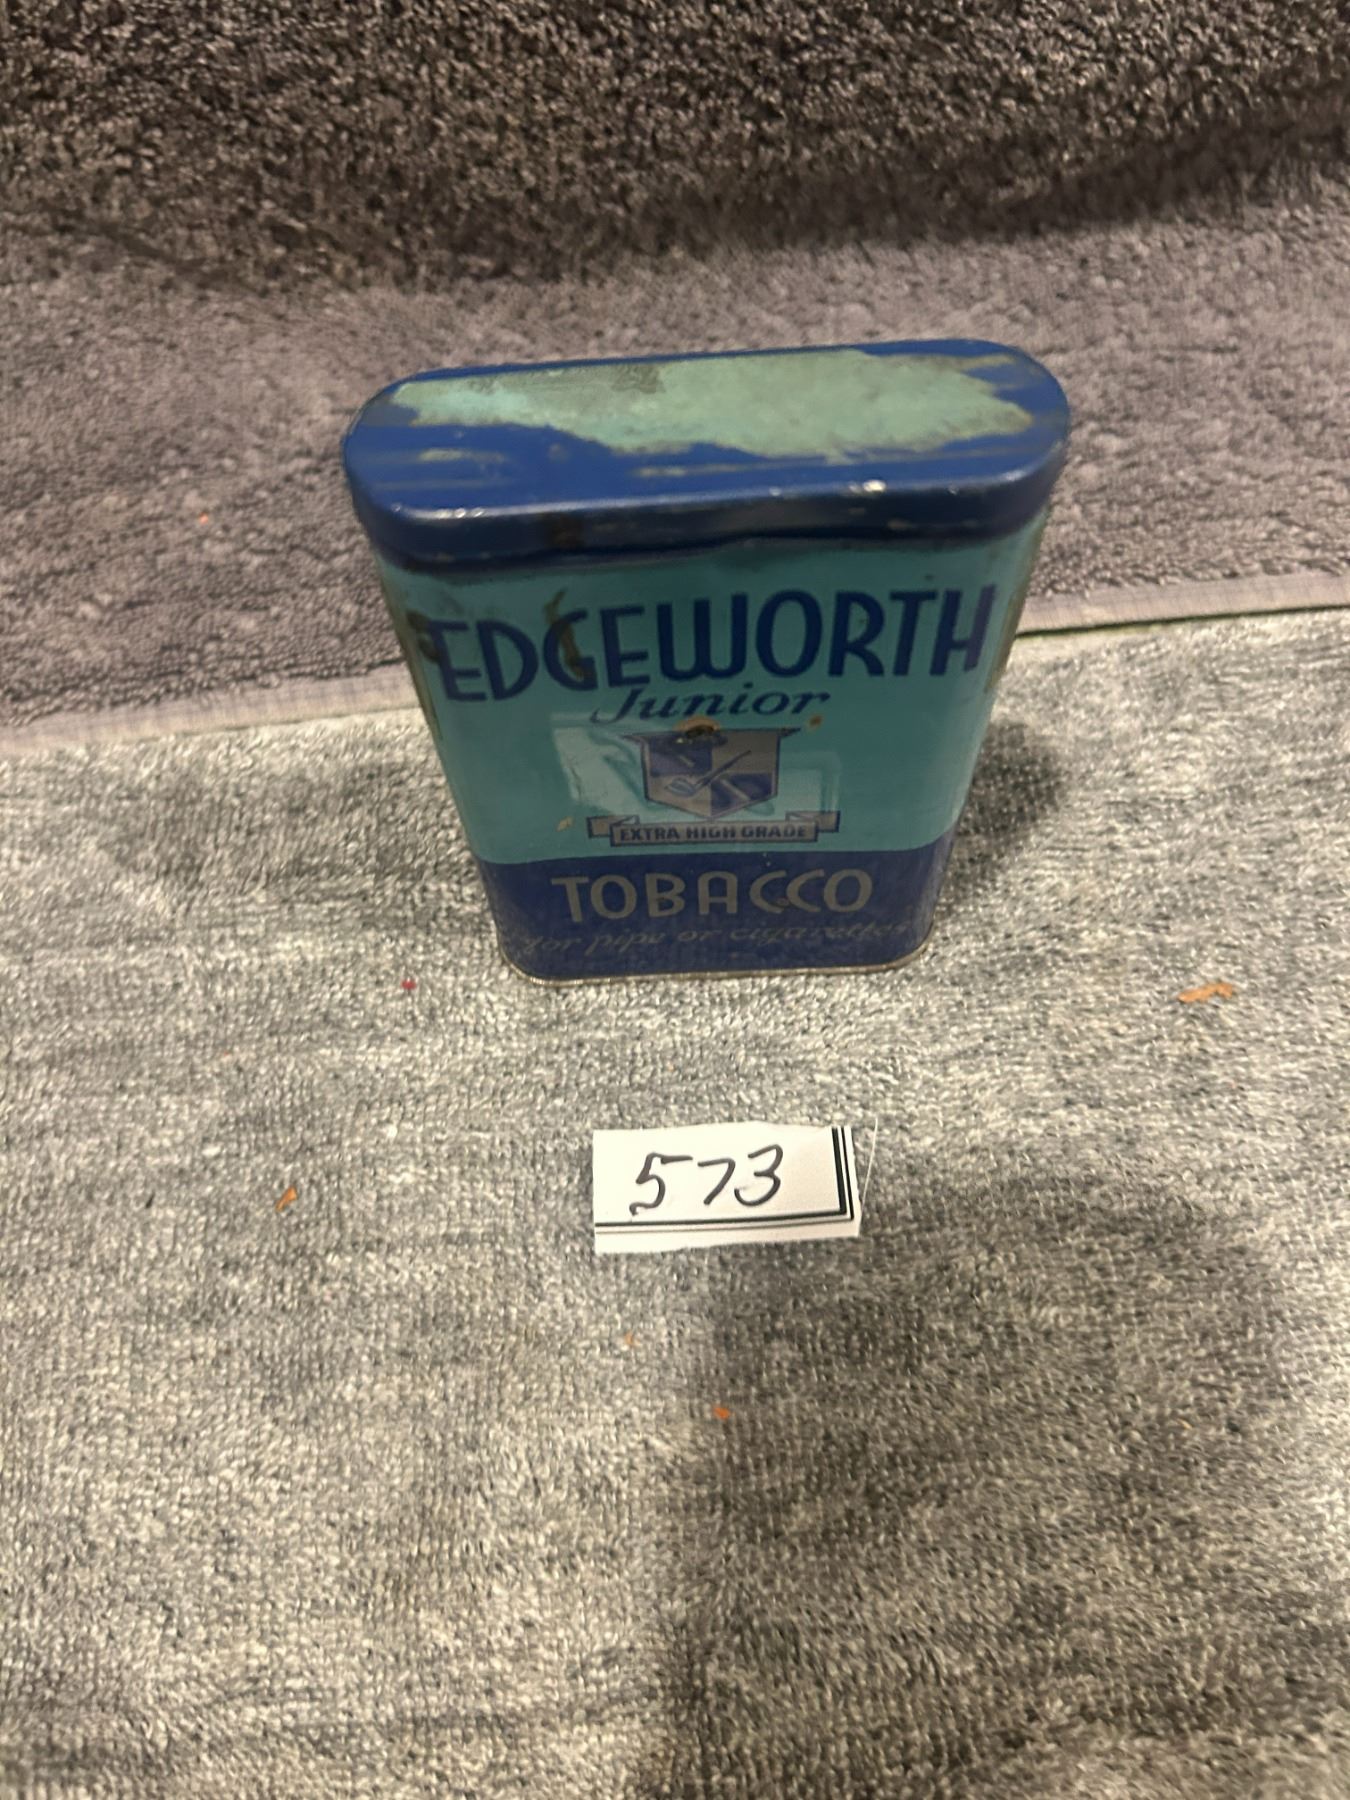 EDGEWORTH
Junior
EXTRA HIGH GRADE
TOBACCO
for pipe or cigarettes
573